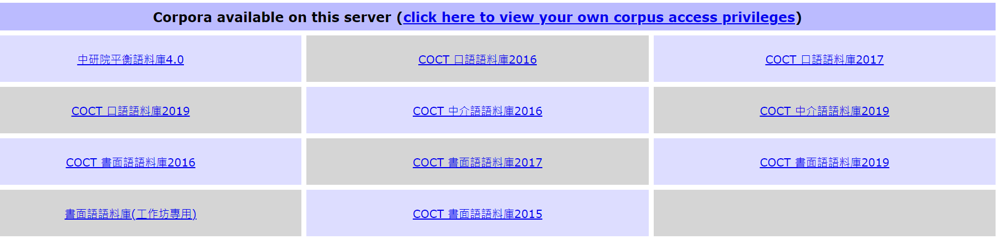 Corpora available on this server (click here to view your own corpus access privileges)
中研院平衡語料庫4.0
COCT 口語語料庫2016
COCT 口語語料庫2017
COCT 口語語料庫2019
COCT 中介語語料庫2016
COCT 中介語語料庫2019
COCT 書面語語料庫2016
COCT 書面語語料庫2017
COCT 書面語語料庫2019
書面語語料庫(工作坊專用)
COCT 書面語語料庫2015